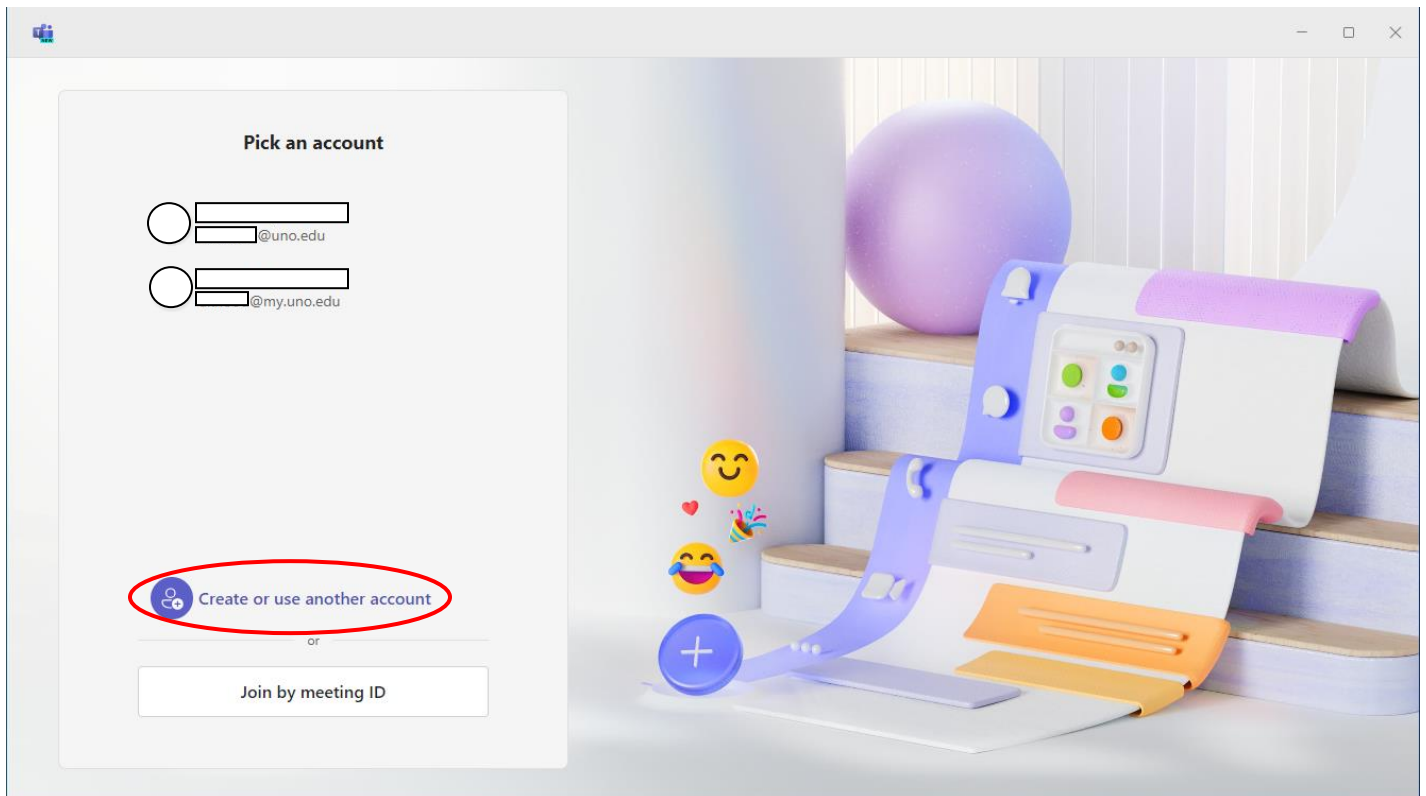 Pick an account
@uno.edu
@my.uno.edu
Create or use another account
or
Join by meeting ID